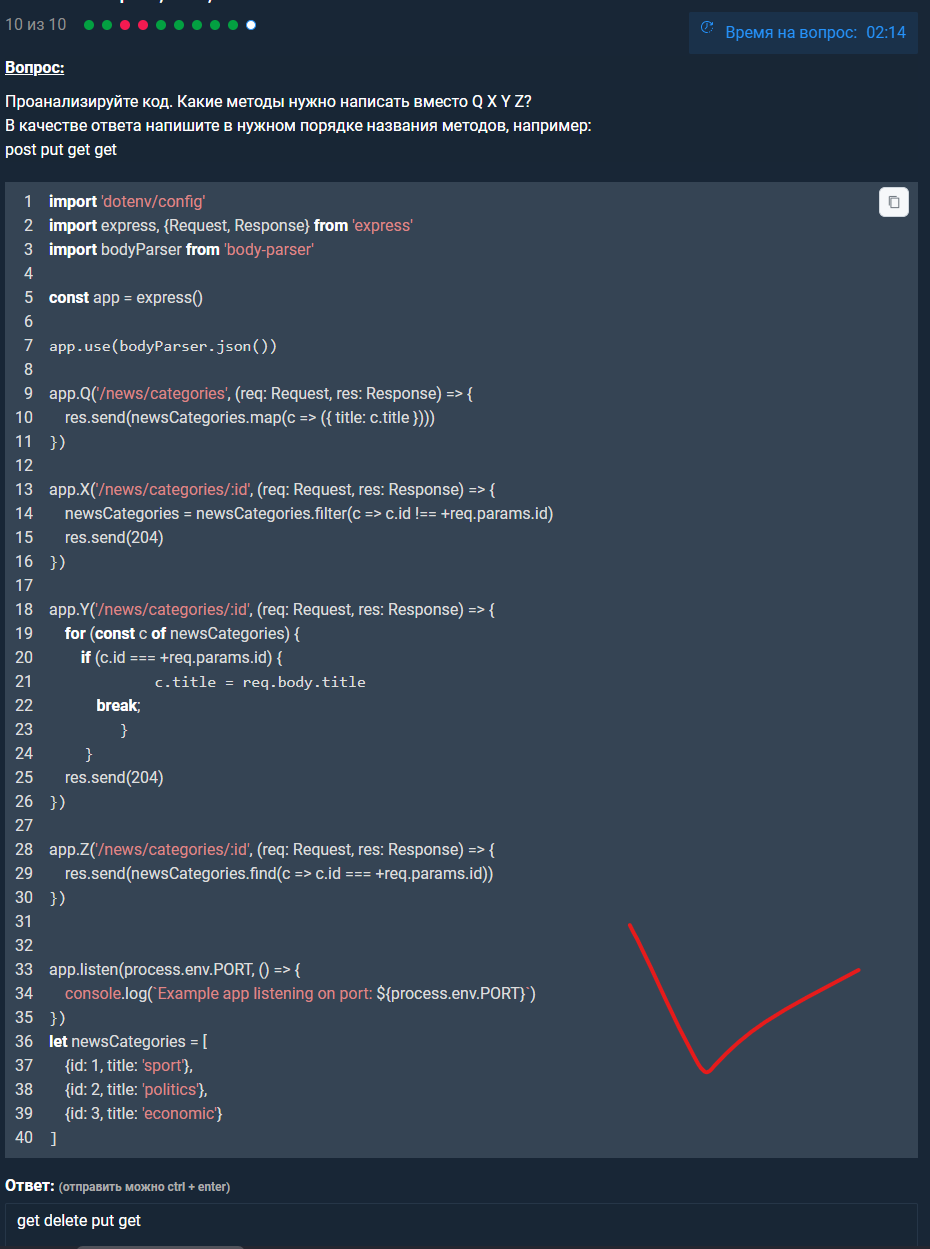 10 из 10
Время на вопрос: 02:14
Вопрос:
Проанализируйте код. Какие методы нужно написать вместо Q X Y Z?
В качестве ответа напишите в нужном порядке названия методов, например:
post put get get
1 import 'dotenv/config'
2 import express, {Request, Response} from 'express'
3 import bodyParser from 'body-parser'
4
5 const app = express()
6
7 app.use(bodyParser.json())
8
9 app.Q('/news/categories', (req: Request, res: Response) => {
10 res.send(newsCategories.map(c => ({ title: c.title })))
11 })
12
13 app.X('/news/categories/:id', (req: Request, res: Response) => {
14 newsCategories = newsCategories.filter(c => c.id !== +req.params.id)
15 res.send(204)
16 })
17
18 app.Y('/news/categories/:id', (req: Request, res: Response) => {
19 for (const c of newsCategories) {
20 if (c.id === +req.params.id) {
21 c.title = req.body.title
22 break;
23 }
24 }
25 res.send(204)
26 })
27
28 app.Z('/news/categories/:id', (req: Request, res: Response) => {
29 res.send(newsCategories.find(c => c.id === +req.params.id))
30 })
31
32
33 app.listen(process.env.PORT, () => {
34 console.log(`Example app listening on port: ${process.env.PORT}`)
35 })
36 let newsCategories = [
37 {id: 1, title: 'sport'},
38 {id: 2, title: 'politics'},
39 {id: 3, title: 'economic'}
40 ]
Ответ: (отправить можно ctrl + enter)
get delete put get